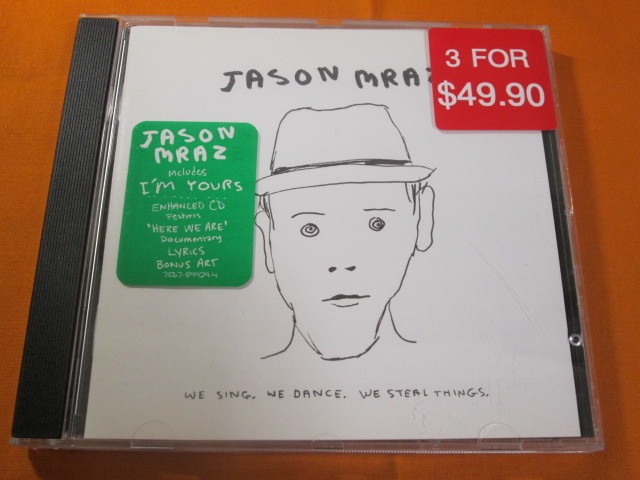 JASON MRAZ
3 FOR
$49.90
JASON
MRAZ
includes
I'M YOURS
ENHANCED CD
Features
"HERE WE ARE"
Documentary
LYRICS
BONUS ART
WE SING. WE DANCE. WE STEAL THINGS.